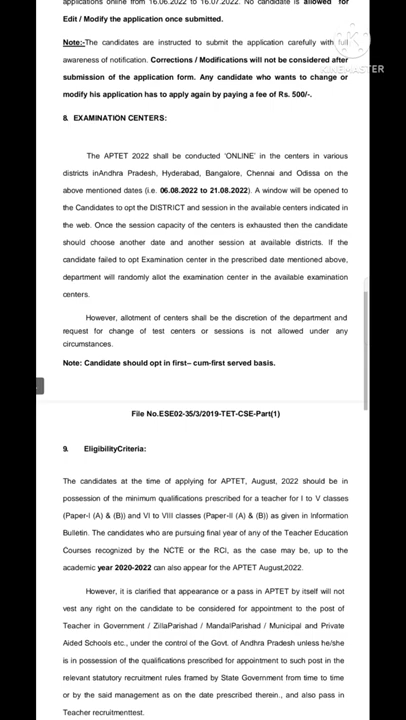 applications online from 16.06.2022 to 16.07.2022. No candidate is allowed for
Edit / Modify the application once submitted.
Note:-The candidates are instructed to submit the application carefully with full
awareness of notification. Corrections / Modifications will not be considered after
submission of the application form. Any candidate who wants to change or
modify his application has to apply again by paying a fee of Rs. 500/-.
8. EXAMINATION CENTERS:
The APTET 2022 shall be conducted 'ONLINE' in the centers in various
districts inAndhra Pradesh, Hyderabad, Bangalore, Chennai and Odissa on the
above mentioned dates (i.e. 06.08.2022 to 21.08.2022). A window will be opened to
the Candidates to opt the DISTRICT and session in the available centers indicated in
the web. Once the session capacity of the centers is exhausted then the candidate
should choose another date and another session at available districts. If the
candidate failed to opt Examination center in the prescribed date mentioned above,
department will randomly allot the examination center in the available examination
centers.
However, allotment of centers shall be the discretion of the department and
request for change of test centers or sessions is not allowed under any
circumstances.
Note: Candidate should opt in first– cum-first served basis.
File No.ESE02-35/3/2019-TET-CSE-Part(1)
9. EligibilityCriteria:
The candidates at the time of applying for APTET, August, 2022 should be in
possession of the minimum qualifications prescribed for a teacher for I to V classes
(Paper-I (A) & (B)) and VI to VIII classes (Paper-II (A) & (B)) as given in Information
Bulletin. The candidates who are pursuing final year of any of the Teacher Education
Courses recognized by the NCTE or the RCI, as the case may be, up to the
academic year 2020-2022 can also appear for the APTET August,2022.
However, it is clarified that appearance or a pass in APTET by itself will not
vest any right on the candidate to be considered for appointment to the post of
Teacher in Government / ZillaParishad / MandalParishad / Municipal and Private
Aided Schools etc., under the control of the Govt. of Andhra Pradesh unless he/she
is in possession of the qualifications prescribed for appointment to such post in the
relevant statutory recruitment rules framed by State Government from time to time
or by the said management as on the date prescribed therein., and also pass in
Teacher recruitmenttest.
KINEMASTER